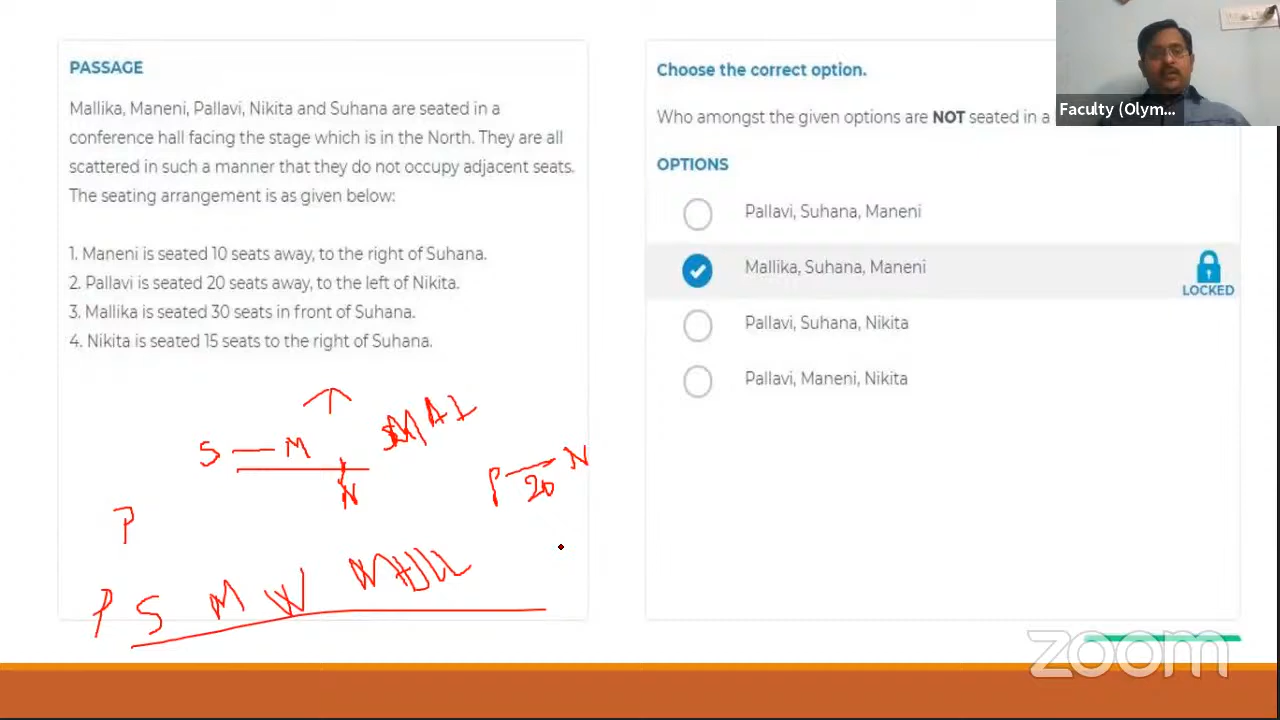 PASSAGE
Mallika, Maneni, Pallavi, Nikita and Suhana are seated in a
conference hall facing the stage which is in the North. They are all
scattered in such a manner that they do not occupy adjacent seats.
The seating arrangement is as given below:
1. Maneni is seated 10 seats away, to the right of Suhana.
2. Pallavi is seated 20 seats away, to the left of Nikita.
3. Mallika is seated 30 seats in front of Suhana.
4. Nikita is seated 15 seats to the right of Suhana.
S — M
N
P 20 N
P
P S M
Choose the correct option.
Who amongst the given options are NOT seated in a
OPTIONS
Pallavi, Suhana, Maneni
Mallika, Suhana, Maneni
LOCKED
Pallavi, Suhana, Nikita
Pallavi, Maneni, Nikita
Faculty (Olym...
zoom